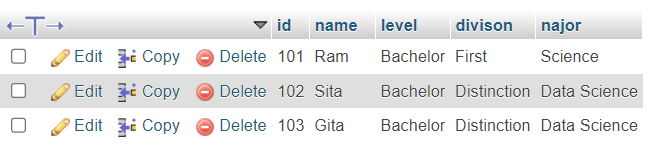 id name level divison najor
Edit Copy Delete 101 Ram Bachelor First Science
Edit Copy Delete 102 Sita Bachelor Distinction Data Science
Edit Copy Delete 103 Gita Bachelor Distinction Data Science